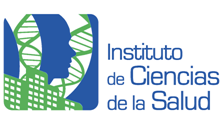 Instituto
de Ciencias
de la Salud